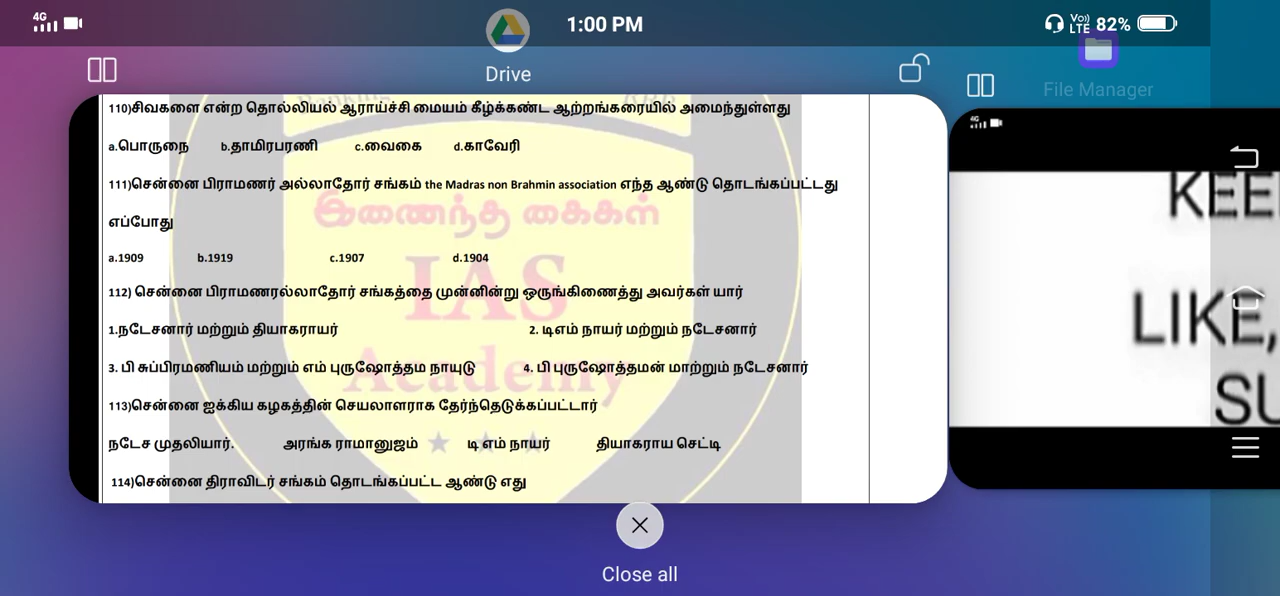 4G
1:00 PM
Vo))
LTE 82%
Drive
File Manager
110)சிவகளை என்ற தொல்லியல் ஆராய்ச்சி மையம் கீழ்க்கண்ட ஆற்றங்கரையில் அமைந்துள்ளது
a.பொருநை b.தாமிரபரணி c.வைகை d.காவேரி
111)சென்னை பிராமணர் அல்லாதோர் சங்கம் the Madras non Brahmin association எந்த ஆண்டு தொடங்கப்பட்டது
எப்போது
a.1909 b.1919 c.1907 d.1904
112) சென்னை பிராமணரல்லாதோர் சங்கத்தை முன்னின்று ஒருங்கிணைத்து அவர்கள் யார்
1.நடேசனார் மற்றும் தியாகராயர் 2. டிஎம் நாயர் மற்றும் நடேசனார்
3. பி சுப்பிரமணியம் மற்றும் எம் புருஷோத்தம நாயுடு 4. பி புருஷோத்தமன் மாற்றும் நடேசனார்
113)சென்னை ஐக்கிய கழகத்தின் செயலாளராக தேர்ந்தெடுக்கப்பட்டார்
நடேச முதலியார். அரங்க ராமானுஜம் டி எம் நாயர் தியாகராய செட்டி
114)சென்னை திராவிடர் சங்கம் தொடங்கப்பட்ட ஆண்டு எது
இணைந்த கைகள்
IAS
Academy
4G
LIKE,
Close all